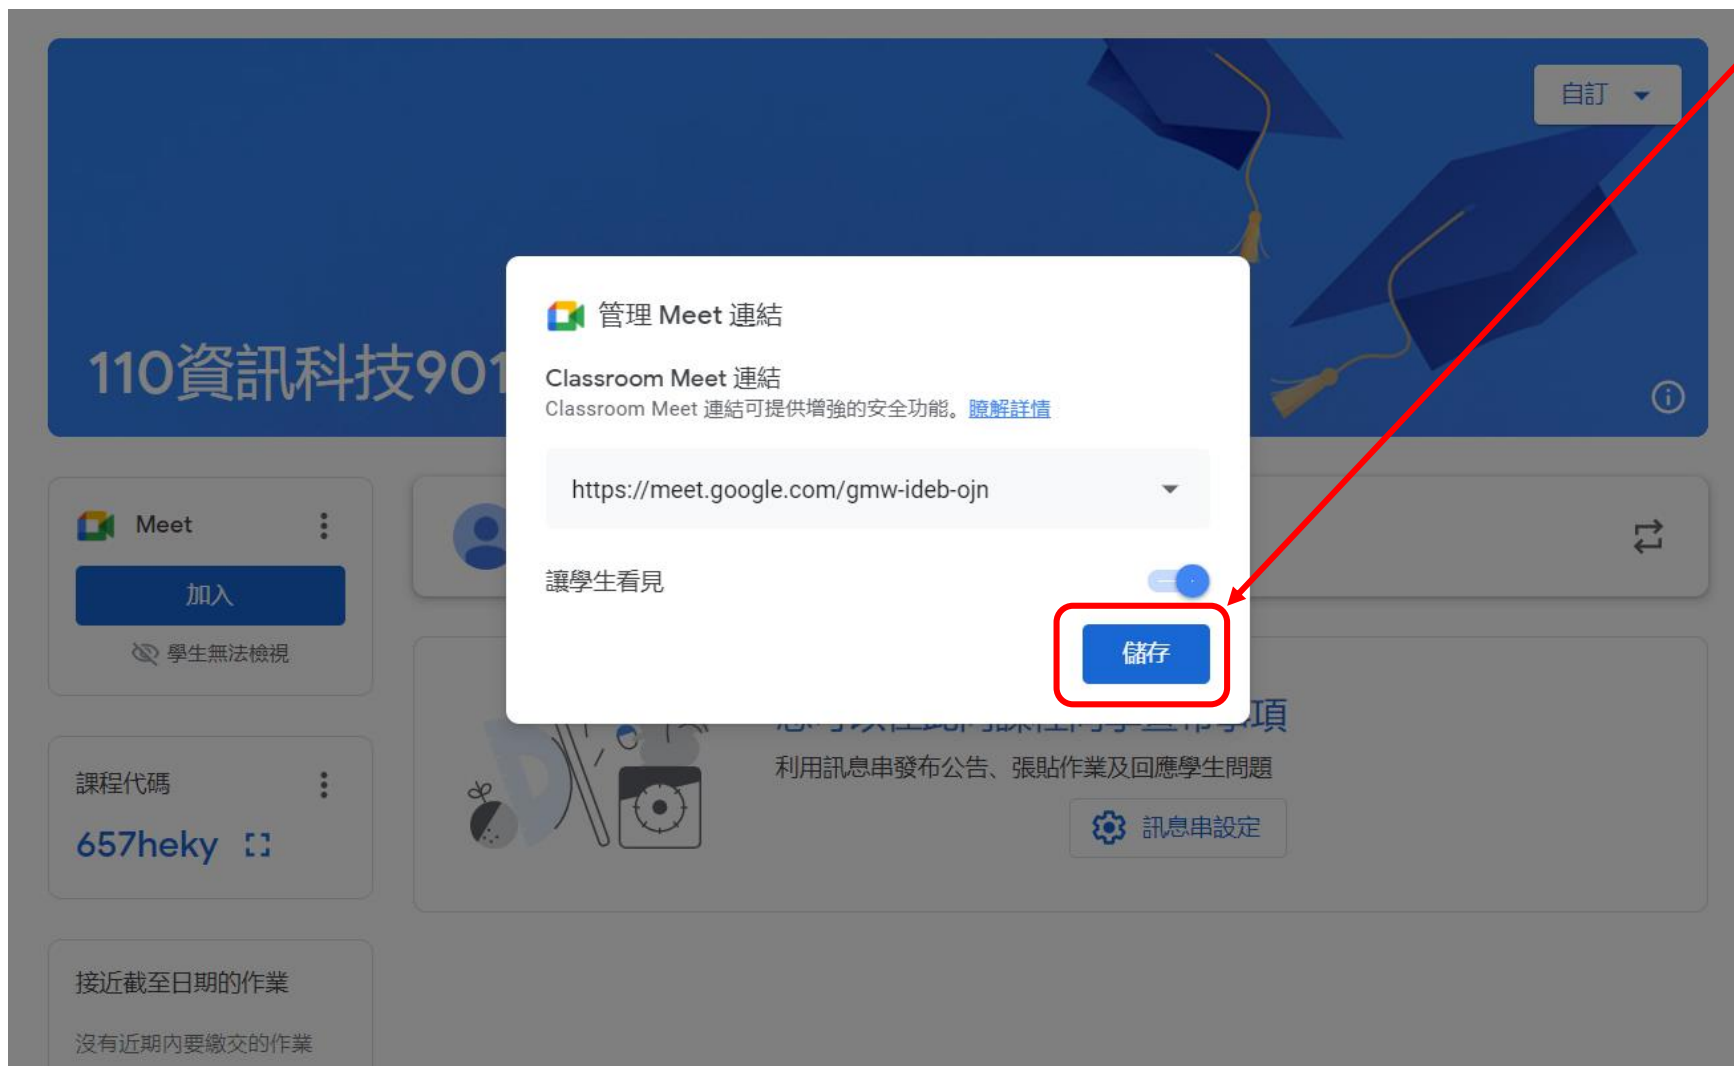 自訂
110資訊科技901
管理 Meet 連結
Classroom Meet 連結
Classroom Meet 連結可提供增強的安全功能。瞭解詳情
https://meet.google.com/gmw-ideb-ojn
讓學生看見
儲存
Meet
加入
學生無法檢視
課程代碼
657heky
接近截至日期的作業
沒有近期內要繳交的作業
事項
利用訊息串發布公告、張貼作業及回應學生問題
訊息串設定